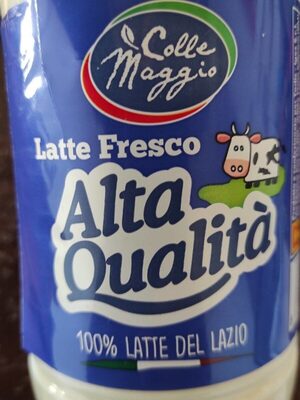 Colle
Maggio
Latte Fresco
Alta
Qualità
100% LATTE DEL LAZIO